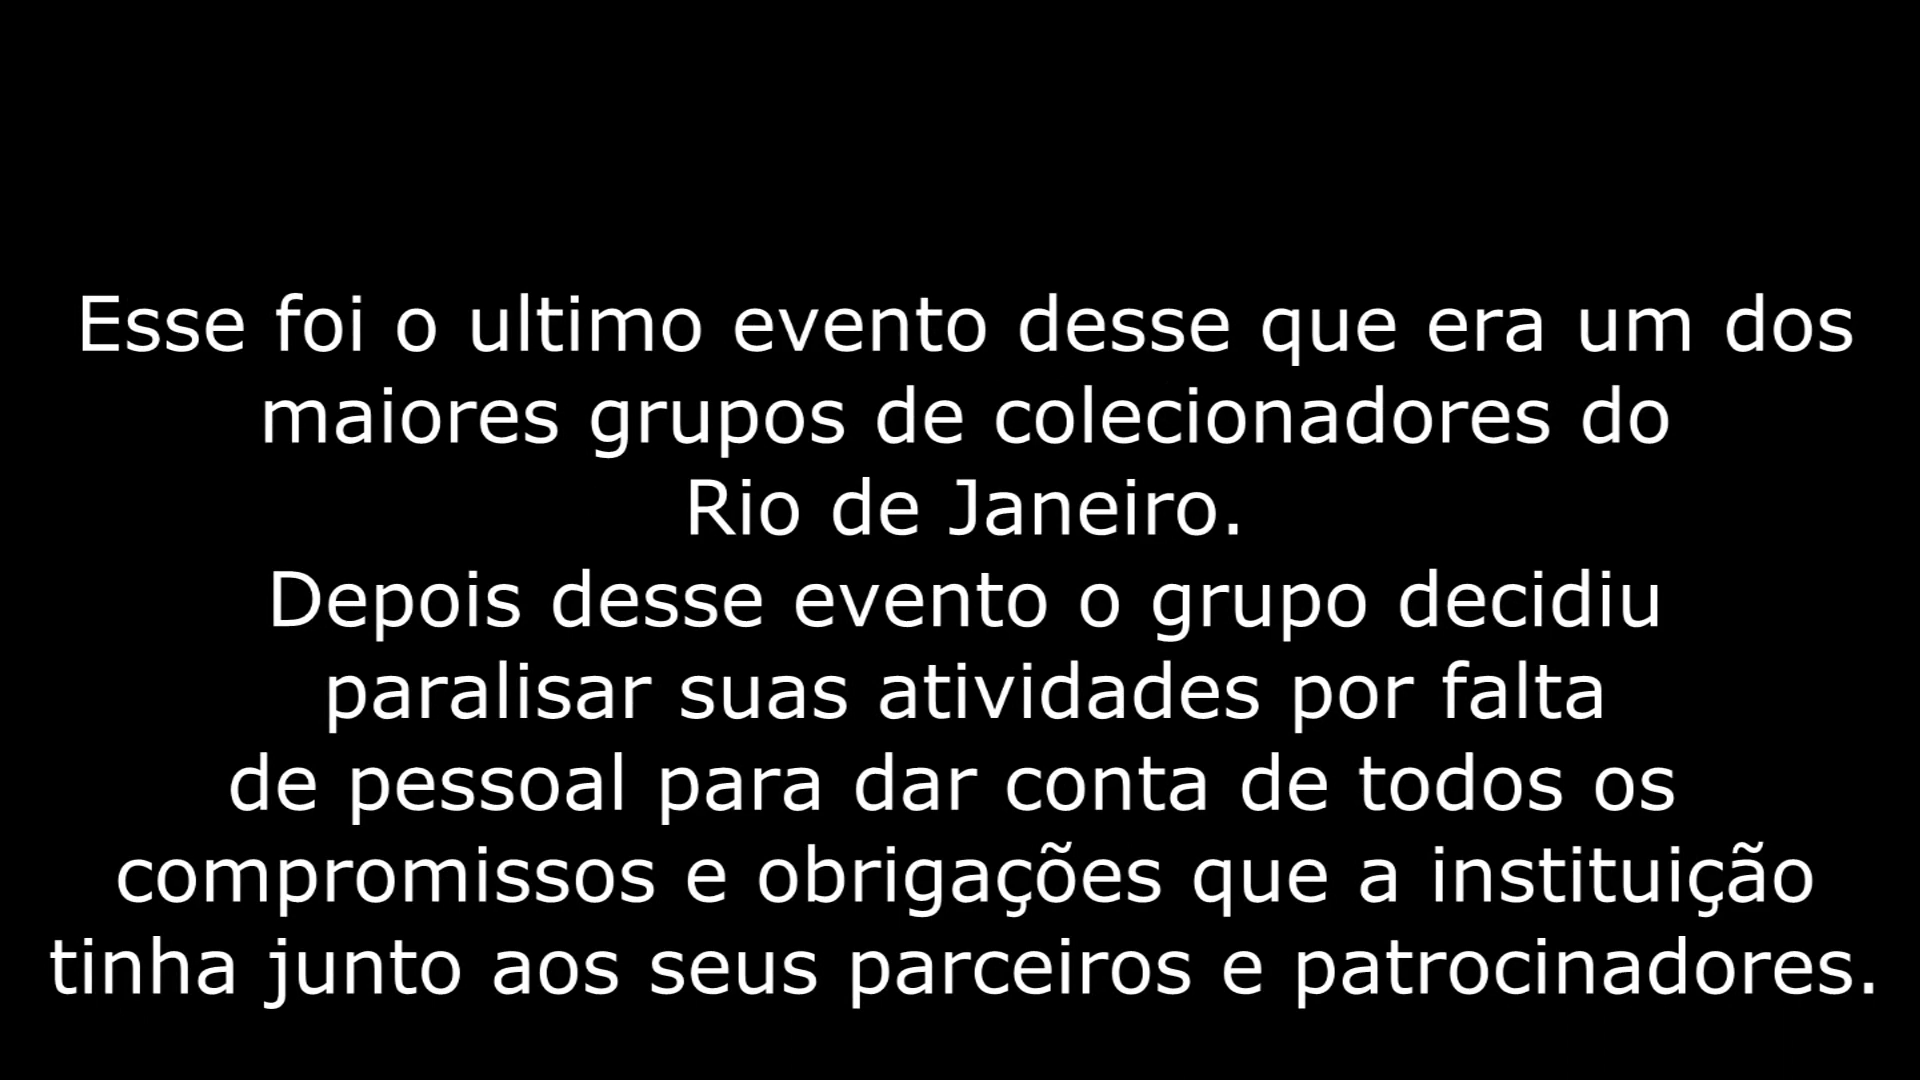 Esse foi o ultimo evento desse que era um dos
maiores grupos de colecionadores do
Rio de Janeiro.
Depois desse evento o grupo decidiu
paralisar suas atividades por falta
de pessoal para dar conta de todos os
compromissos e obrigações que a instituição
tinha junto aos seus parceiros e patrocinadores.